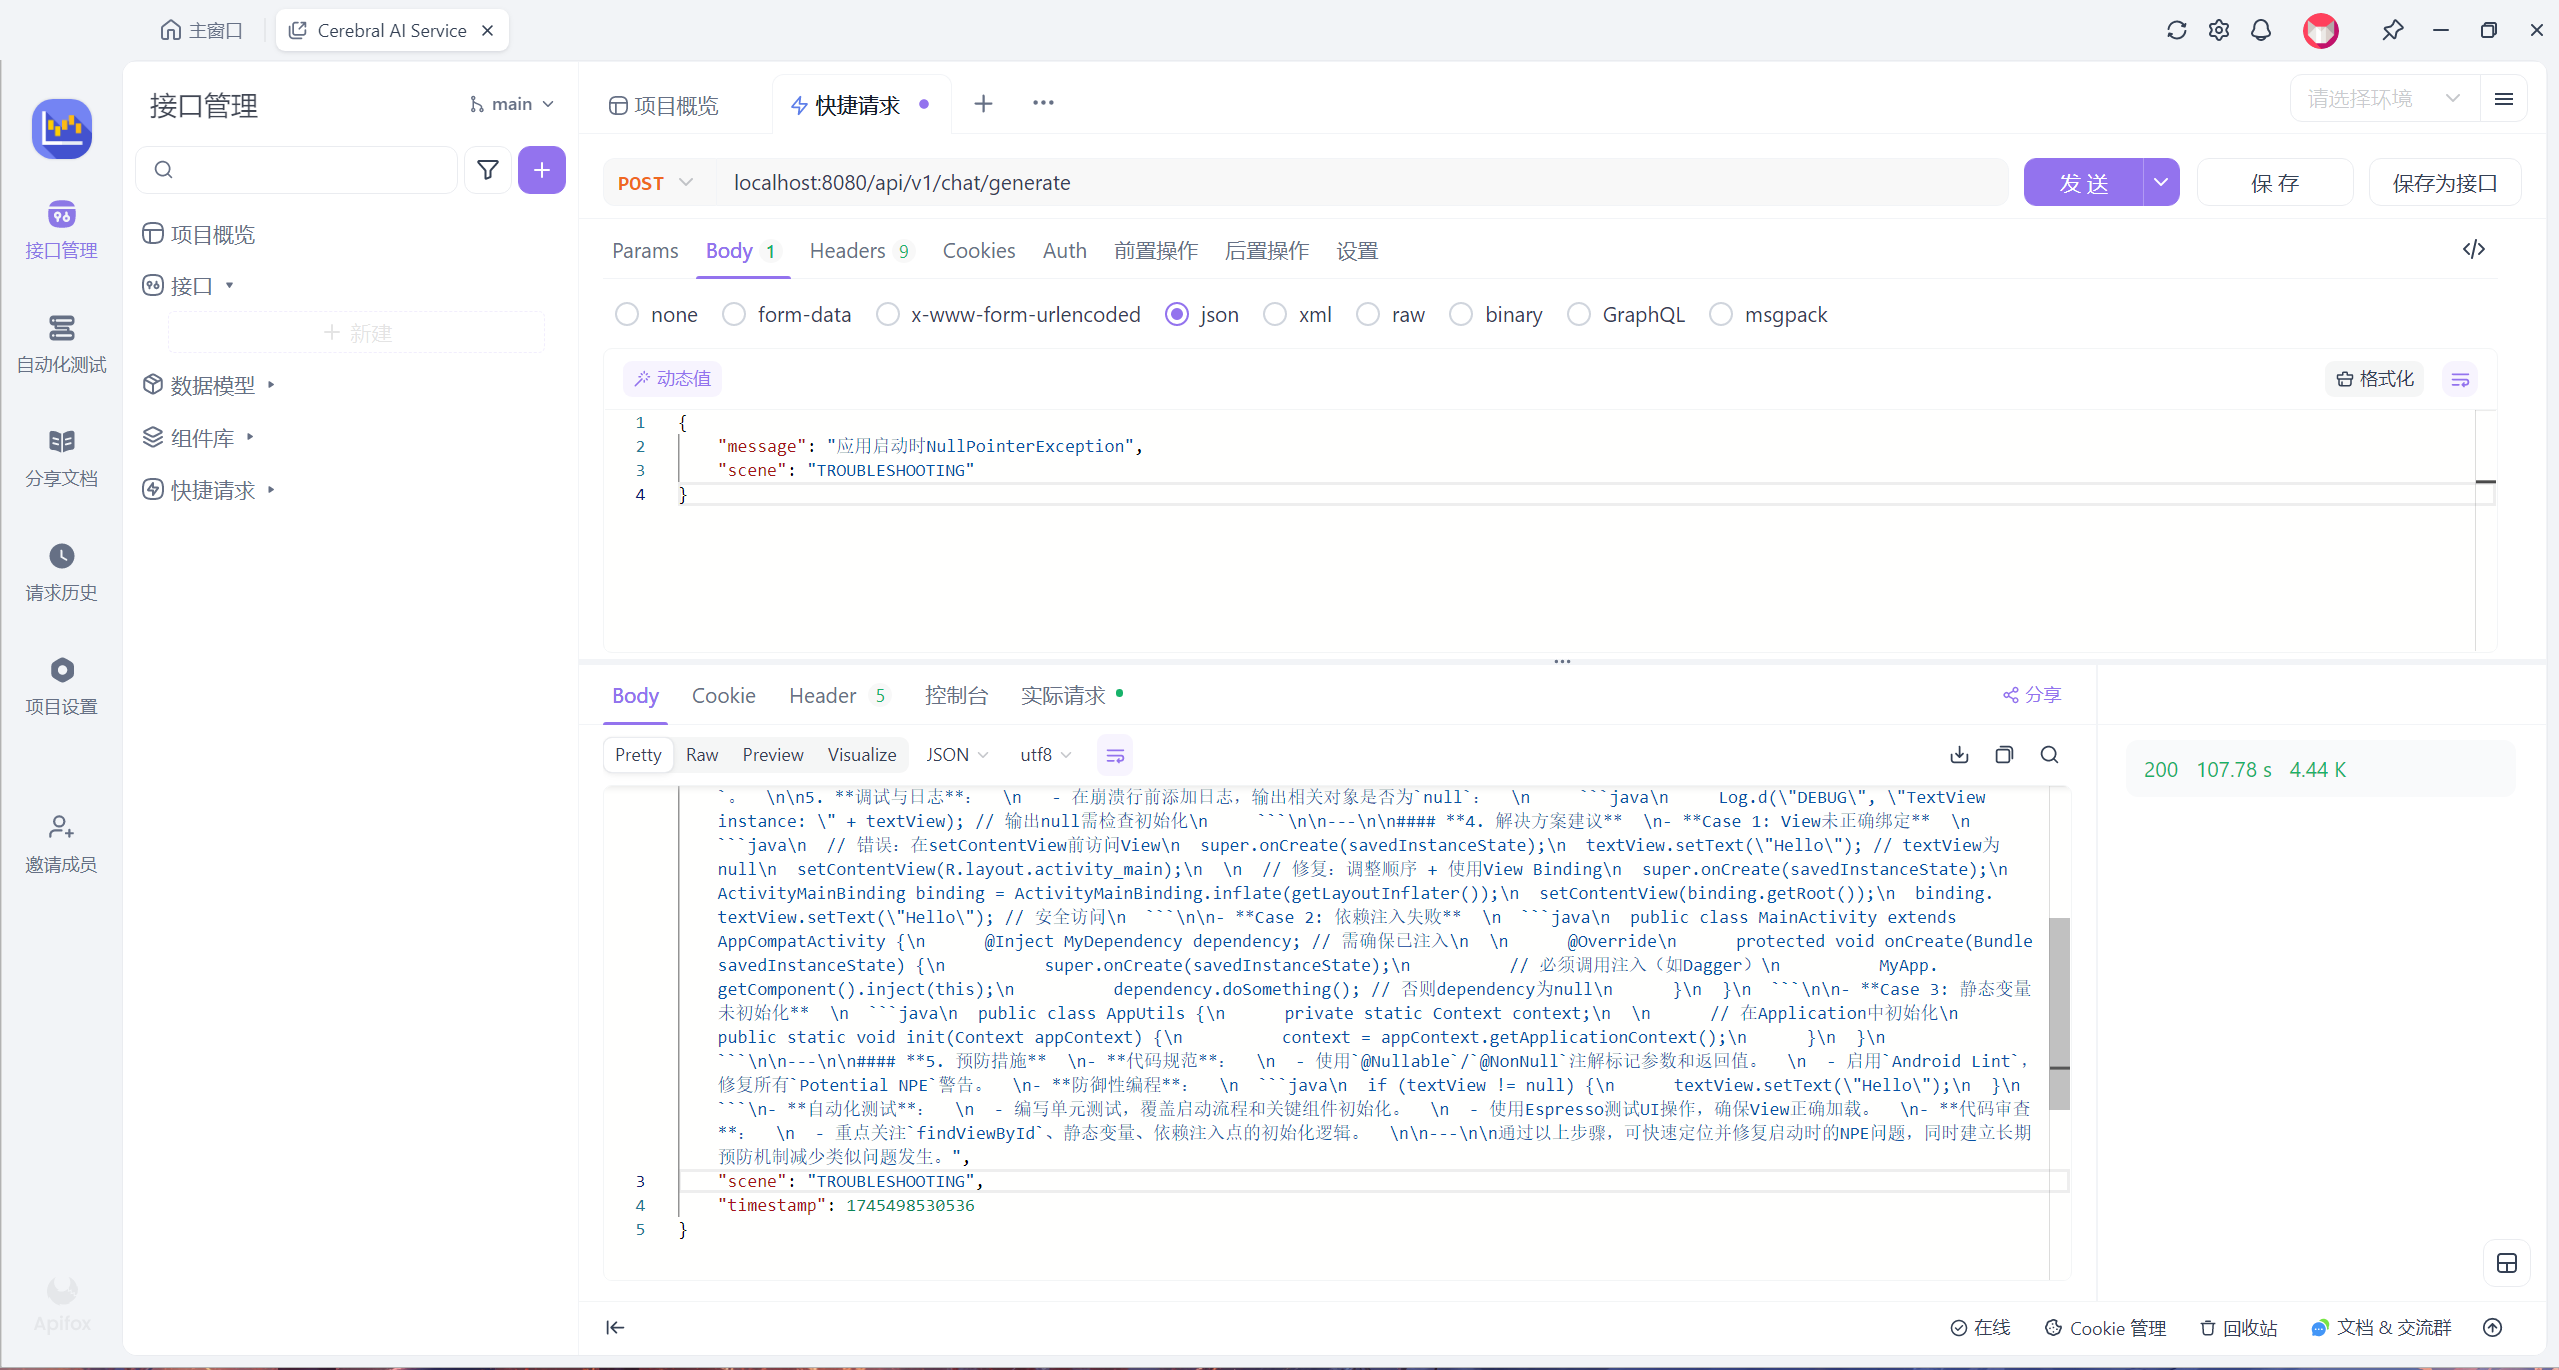 主窗口
Cerebral AI Service
接口管理
main
项目概览
快捷请求
请选择环境
接口管理
自动化测试
分享文档
请求历史
项目设置
邀请成员
Apifox
项目概览
接口
新建
数据模型
组件库
快捷请求
POST
localhost:8080/api/v1/chat/generate
发 送
保 存
保存为接口
Params
Body 1
Headers 9
Cookies
Auth
前置操作
后置操作
设置
none
form-data
x-www-form-urlencoded
json
xml
raw
binary
GraphQL
msgpack
动态值
格式化
1 {
2 "message": "应用启动时NullPointerException",
3 "scene": "TROUBLESHOOTING"
4 }
Body
Cookie
Header 5
控制台
实际请求
分享
Pretty
Raw
Preview
Visualize
JSON
utf8
200 107.78 s 4.44 K
`。  \n\n5. **调试与日志**：  \n   - 在崩溃行前添加日志，输出相关对象是否为`null`：  \n     ```java\n     Log.d(\"DEBUG\", \"TextView
instance: \" + textView); // 输出null需检查初始化\n     ```\n\n---\n\n#### **4. 解决方案建议**  \n- **Case 1: View未正确绑定**  \n
```java\n  // 错误：在setContentView前访问View\n  super.onCreate(savedInstanceState);\n  textView.setText(\"Hello\"); // textView为
null\n  setContentView(R.layout.activity_main);\n  \n  // 修复：调整顺序 + 使用View Binding\n  super.onCreate(savedInstanceState);\n
ActivityMainBinding binding = ActivityMainBinding.inflate(getLayoutInflater());\n  setContentView(binding.getRoot());\n  binding.
textView.setText(\"Hello\"); // 安全访问\n  ```\n\n- **Case 2: 依赖注入失败**  \n  ```java\n  public class MainActivity extends
AppCompatActivity {\n      @Inject MyDependency dependency; // 需确保已注入\n  \n      @Override\n      protected void onCreate(Bundle
savedInstanceState) {\n          super.onCreate(savedInstanceState);\n          // 必须调用注入（如Dagger）\n          MyApp.
getComponent().inject(this);\n          dependency.doSomething(); // 否则dependency为null\n      }\n  }\n  ```\n\n- **Case 3: 静态变量
未初始化**  \n  ```java\n  public class AppUtils {\n      private static Context context;\n  \n      // 在Application中初始化\n
public static void init(Context appContext) {\n          context = appContext.getApplicationContext();\n      }\n  }\n
```\n\n---\n\n#### **5. 预防措施**  \n- **代码规范**：  \n  - 使用`@Nullable`/`@NonNull`注解标记参数和返回值。  \n  - 启用`Android Lint`，
修复所有`Potential NPE`警告。  \n- **防御性编程**：  \n  ```java\n  if (textView != null) {\n      textView.setText(\"Hello\");\n  }\n
```\n- **自动化测试**：  \n  - 编写单元测试，覆盖启动流程和关键组件初始化。  \n  - 使用Espresso测试UI操作，确保View正确加载。  \n- **代码审查
**：  \n  - 重点关注`findViewById`、静态变量、依赖注入点的初始化逻辑。  \n\n---\n\n通过以上步骤，可快速定位并修复启动时的NPE问题，同时建立长期
预防机制减少类似问题发生。",
3 "scene": "TROUBLESHOOTING",
4 "timestamp": 1745498530536
5 }
在线
Cookie 管理
回收站
文档 & 交流群